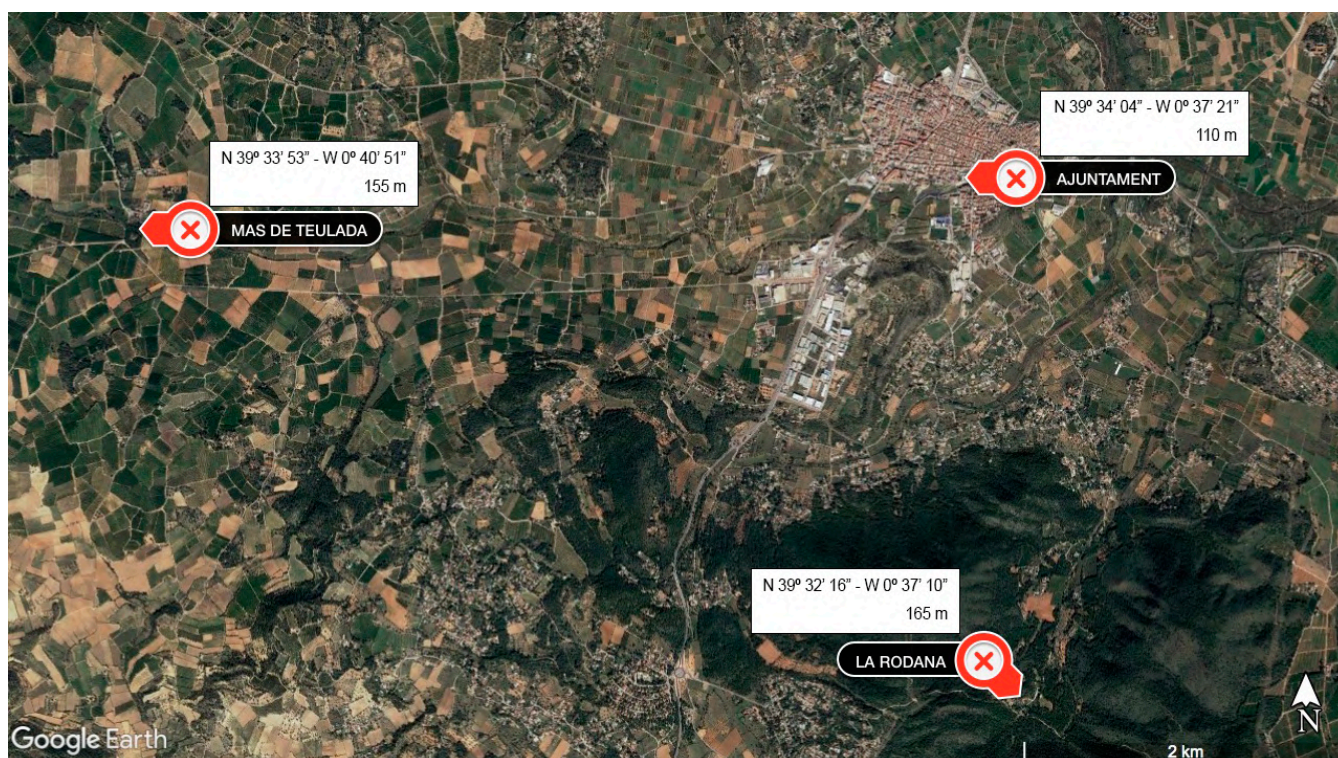 N 39º 34’ 04” - W 0º 37’ 21”
110 m
AJUNTAMENT
N 39º 33’ 53” - W 0º 40’ 51”
155 m
MAS DE TEULADA
N 39º 32’ 16” - W 0º 37’ 10”
165 m
LA RODANA
N
Google Earth
2 km